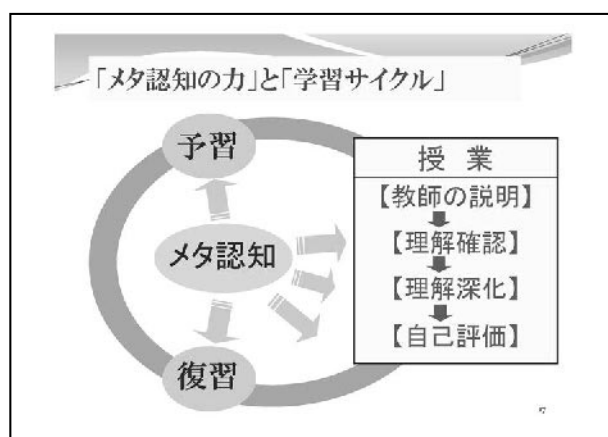 「メタ認知の力」と「学習サイクル」
予習
授 業
【教師の説明】
メタ認知
【理解確認】
【理解深化】
【自己評価】
復習
7